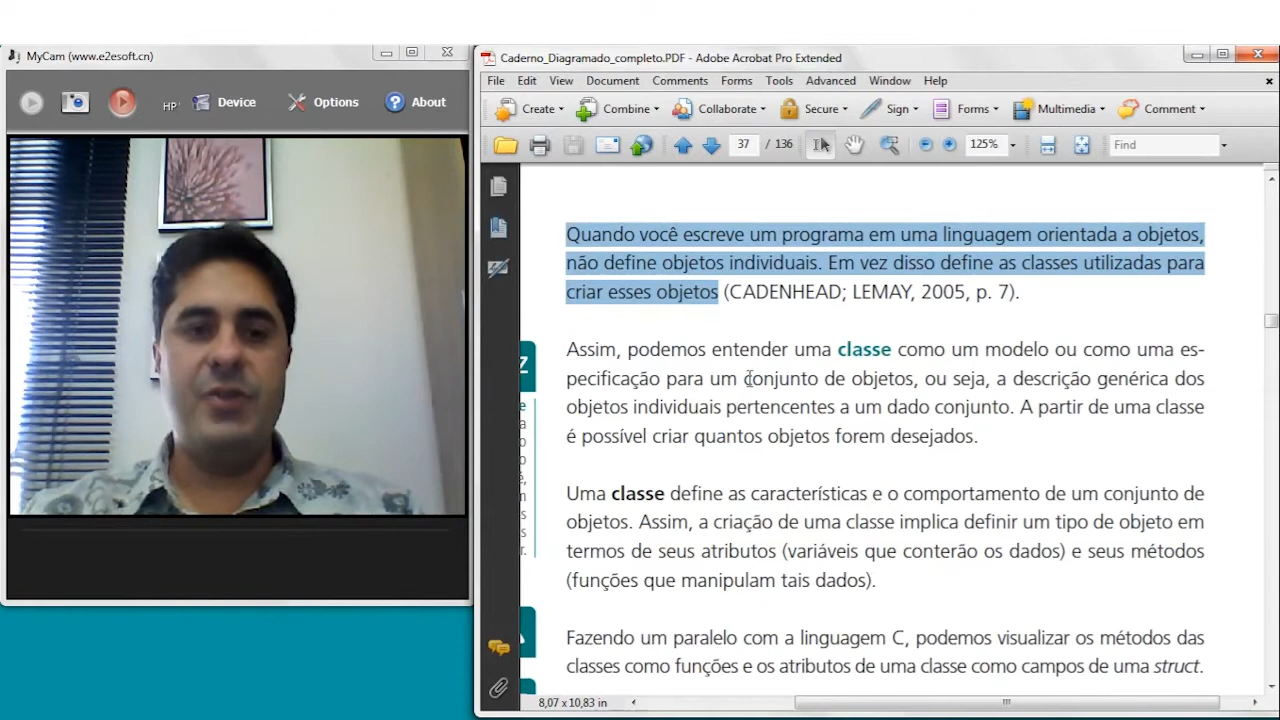 MyCam (www.e2esoft.cn)
HP
Device
Options
About
Caderno_Diagramado_completo.PDF - Adobe Acrobat Pro Extended
File Edit View Document Comments Forms Tools Advanced Window Help
Create Combine Collaborate Secure Sign Forms Multimedia Comment
37 / 136 125% Find
Quando você escreve um programa em uma linguagem orientada a objetos,
não define objetos individuais. Em vez disso define as classes utilizadas para
criar esses objetos (CADENHEAD; LEMAY, 2005, p. 7).
Assim, podemos entender uma classe como um modelo ou como uma es-
pecificação para um conjunto de objetos, ou seja, a descrição genérica dos
objetos individuais pertencentes a um dado conjunto. A partir de uma classe
é possível criar quantos objetos forem desejados.
Uma classe define as características e o comportamento de um conjunto de
objetos. Assim, a criação de uma classe implica definir um tipo de objeto em
termos de seus atributos (variáveis que conterão os dados) e seus métodos
(funções que manipulam tais dados).
Fazendo um paralelo com a linguagem C, podemos visualizar os métodos das
classes como funções e os atributos de uma classe como campos de uma struct.
8,07 x 10,83 in